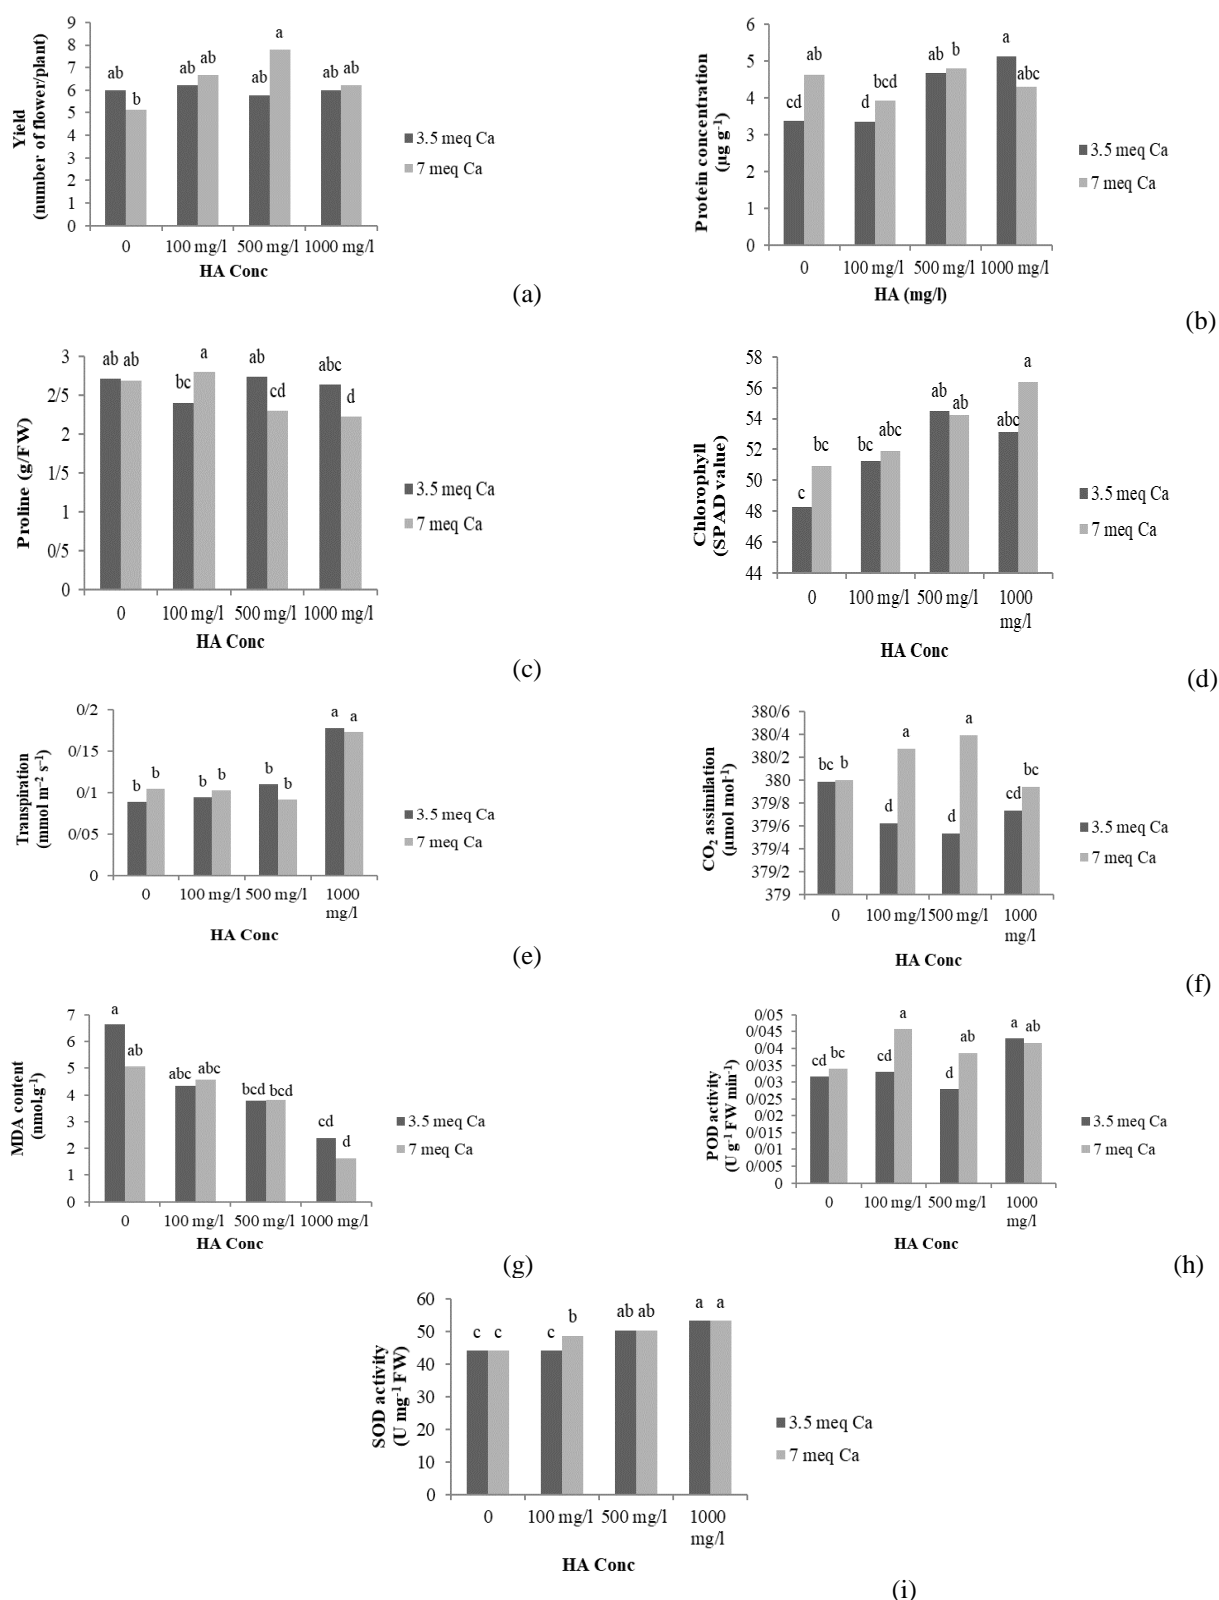 9
8
7
6
5
4
3
2
1
0
Yield
(number of flower/plant)
ab
b
ab
ab
ab
a
ab
ab
0
100 mg/l
500 mg/l
1000 mg/l
HA Conc
3.5 meq Ca
7 meq Ca
(a)
6
5
4
3
2
1
0
Protein concentration
(µg g-1)
cd
ab
d
bcd
ab
b
a
abc
0
100 mg/l
500 mg/l
1000 mg/l
HA (mg/l)
3.5 meq Ca
7 meq Ca
(b)
3
2/5
2
1/5
1
0/5
0
Proline (g/FW)
ab
ab
bc
a
ab
cd
abc
d
0
100 mg/l
500 mg/l
1000 mg/l
HA Conc
3.5 meq Ca
7 meq Ca
(c)
58
56
54
52
50
48
46
44
Chlorophyll
(SPAD value)
c
bc
bc
abc
ab
ab
abc
a
0
100 mg/l
500 mg/l
1000
mg/l
HA Conc
3.5 meq Ca
7 meq Ca
(d)
0/2
0/15
0/1
0/05
0
Transpiration
(mmol m⁻² s⁻¹)
b
b
b
b
b
b
a
a
0
100 mg/l
500 mg/l
1000
mg/l
HA Conc
3.5 meq Ca
7 meq Ca
(e)
380/6
380/4
380/2
380
379/8
379/6
379/4
379/2
379
CO2 assimilation
(µmol mol-1)
bc
b
d
a
d
a
cd
bc
0
100 mg/l
500 mg/l
1000
mg/l
HA Conc
3.5 meq Ca
7 meq Ca
(f)
7
6
5
4
3
2
1
0
MDA content
(nmol.g-1)
a
ab
abc
abc
bcd
bcd
cd
d
0
100 mg/l
500 mg/l
1000 mg/l
HA Conc
3.5 meq Ca
7 meq Ca
(g)
0/05
0/045
0/04
0/035
0/03
0/025
0/02
0/015
0/01
0/005
0
POD activity
(U g-1 FW min-1)
cd
bc
cd
a
d
ab
a
ab
0
100 mg/l
500 mg/l
1000
mg/l
HA Conc
3.5 meq Ca
7 meq Ca
(h)
60
50
40
30
20
10
0
SOD activity
(U mg-1 FW)
c
c
c
b
ab
ab
a
a
0
100 mg/l
500 mg/l
1000
mg/l
HA Conc
3.5 meq Ca
7 meq Ca
(i)